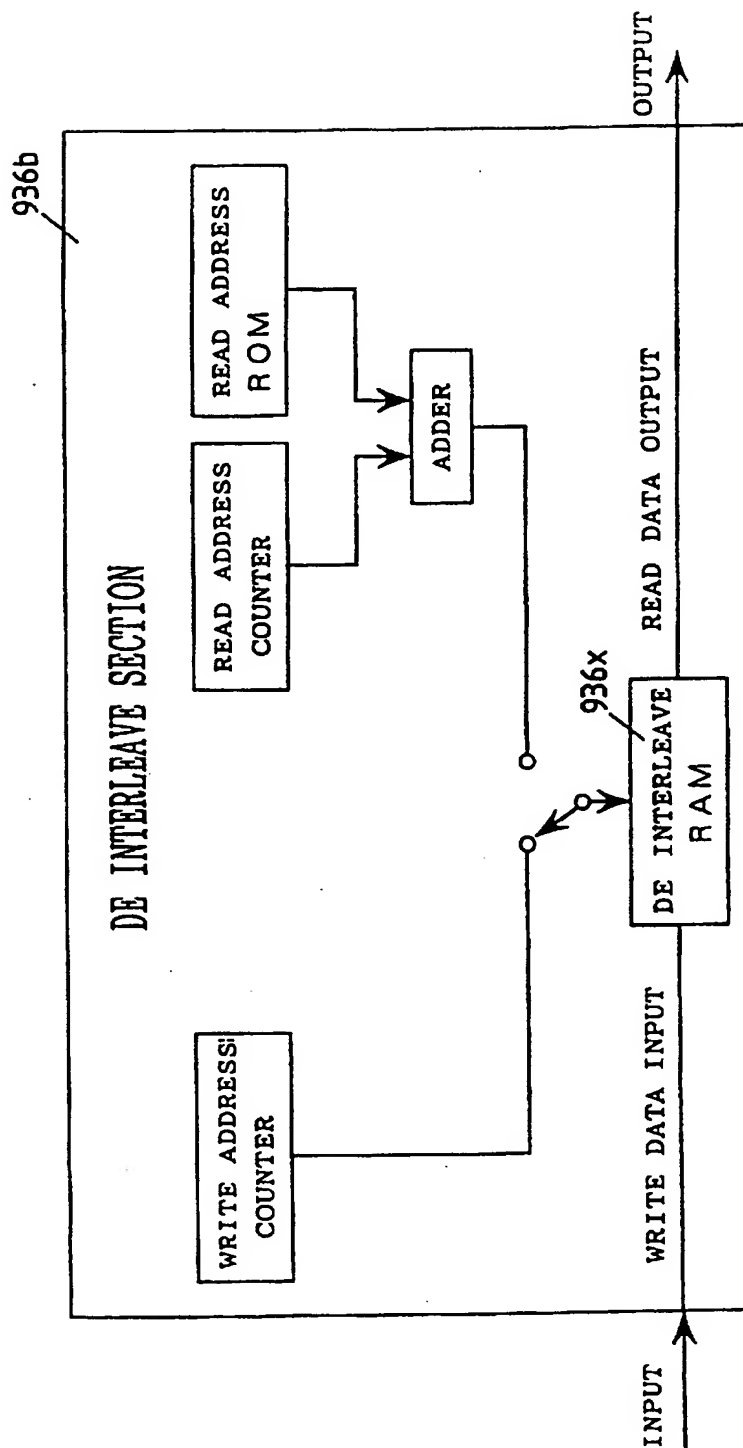 936b
DE INTERLEAVE SECTION
WRITE ADDRESS
COUNTER
READ ADDRESS
COUNTER
READ ADDRESS
ROM
ADDER
936x
INPUT
WRITE DATA INPUT
DE INTERLEAVE
RAM
READ DATA OUTPUT
OUTPUT